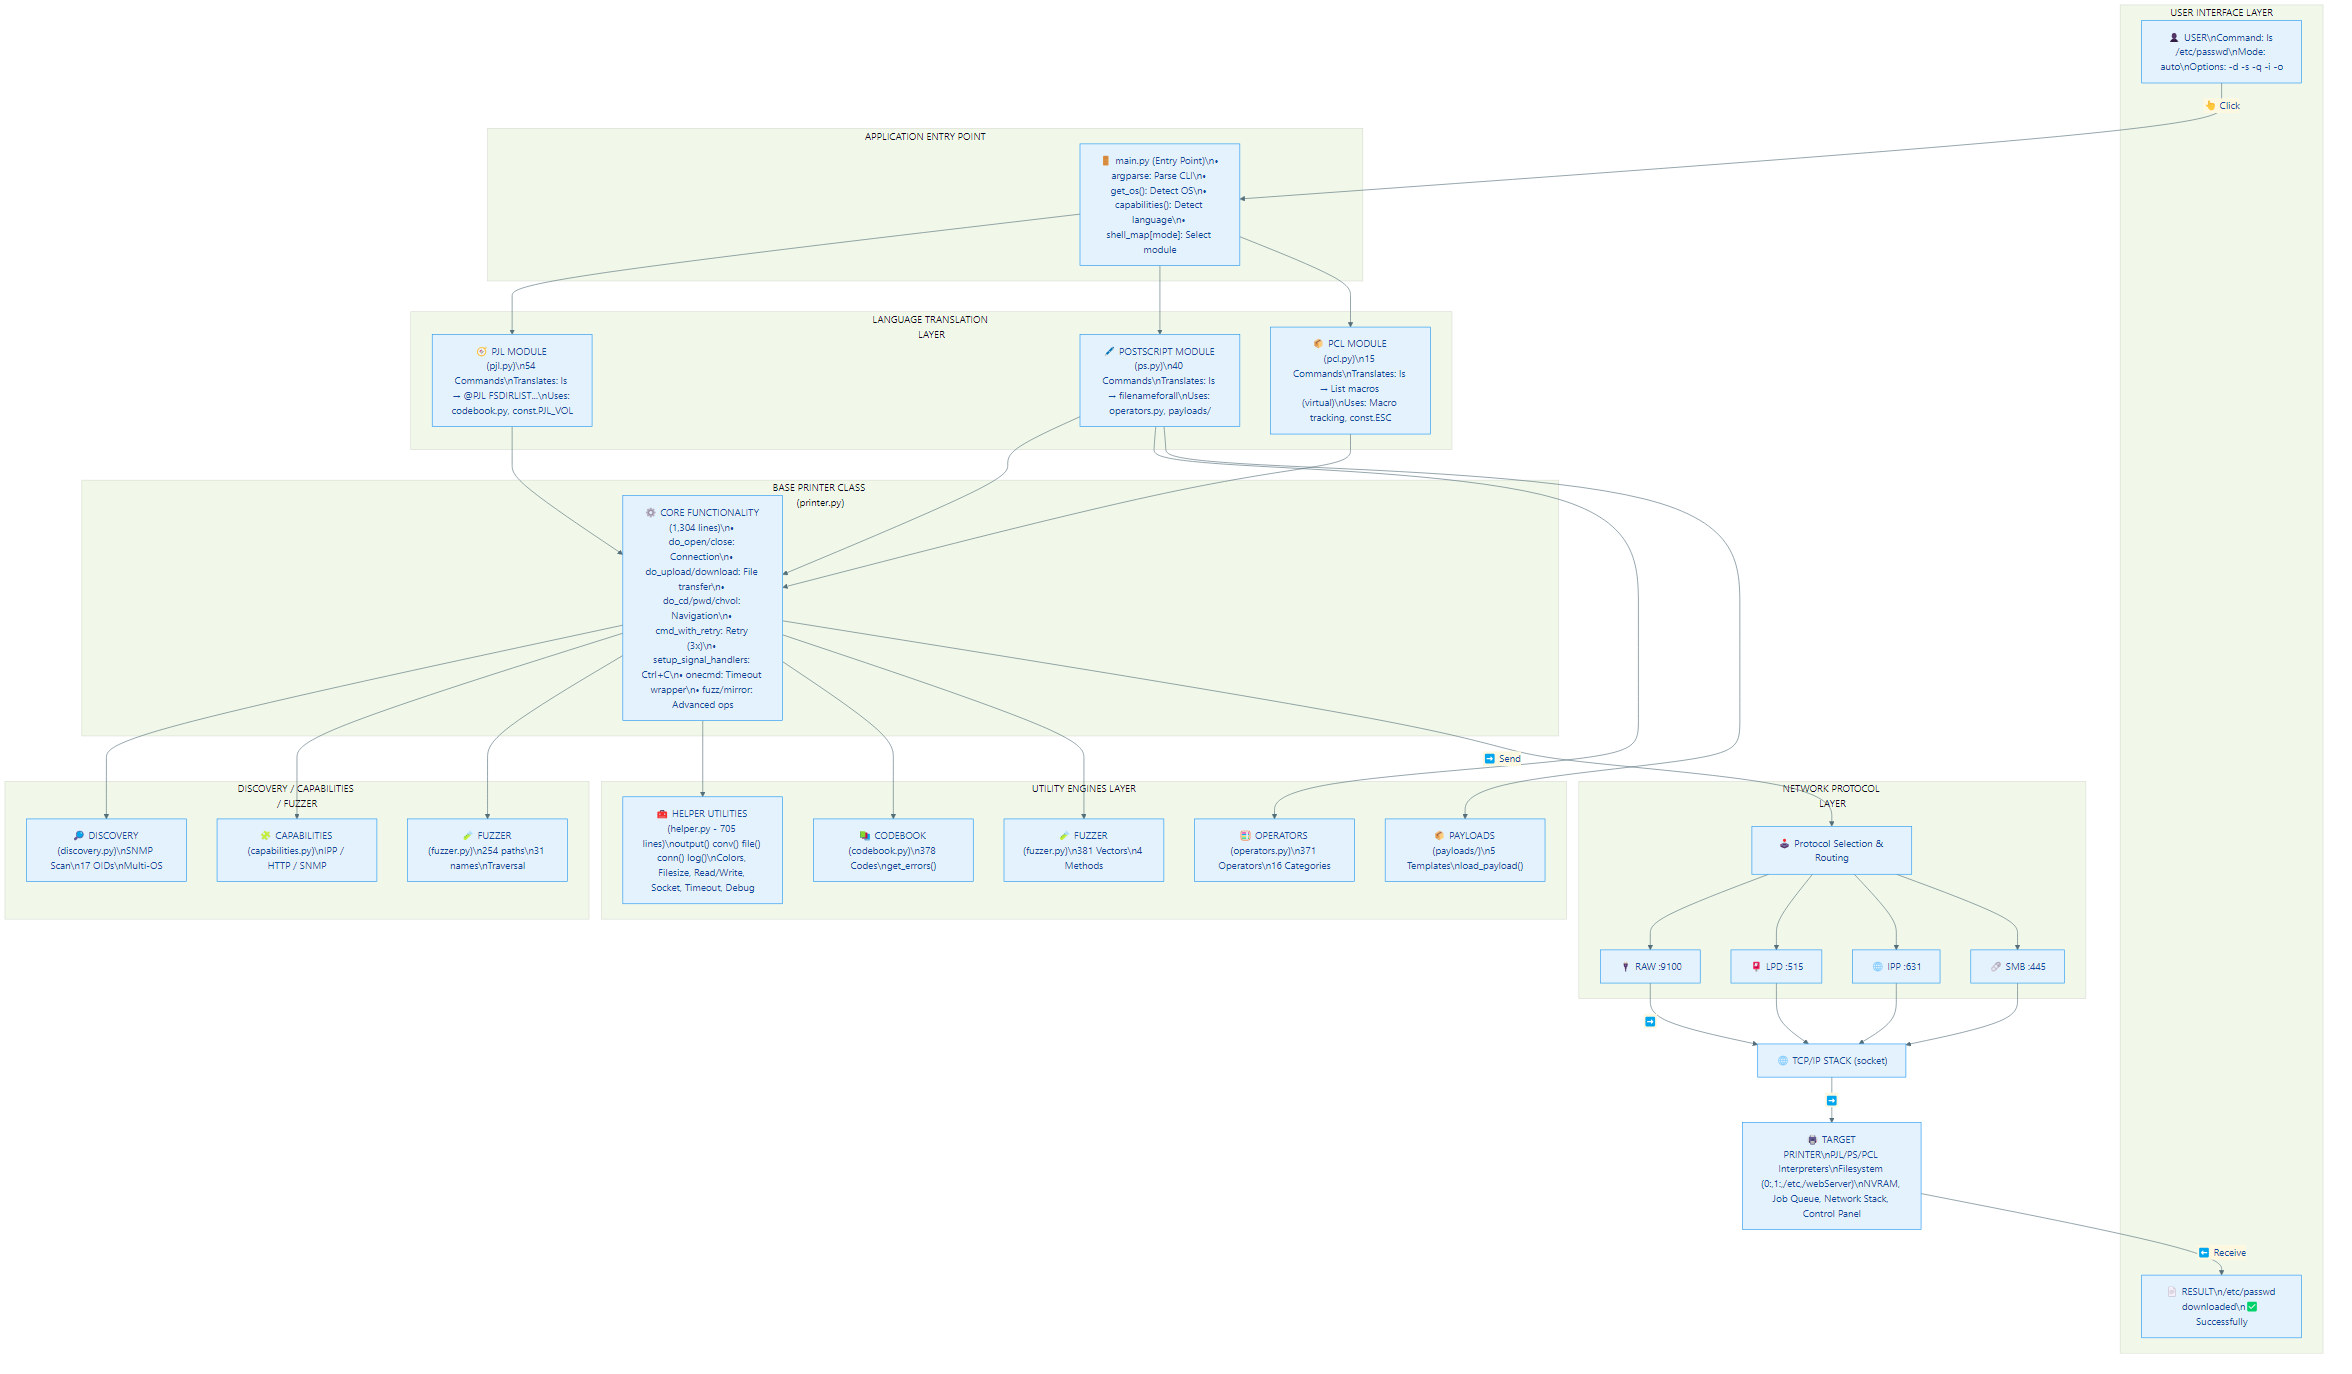 USER INTERFACE LAYER
USER\nCommand: ls
/etc/passwd\nMode:
auto\nOptions: -d -s -q -i -o
Click
APPLICATION ENTRY POINT
main.py (Entry Point)\n•
argparse: Parse CLI\n•
get_os(): Detect OS\n•
capabilities(): Detect
language\n•
shell_map[mode]: Select
module
LANGUAGE TRANSLATION
LAYER
PJL MODULE
(pjl.py)\n54
Commands\nTranslates: ls
→ @PJL FSDIRLIST...\nUses:
codebook.py, const.PJL_VOL
POSTSCRIPT MODULE
(ps.py)\n40
Commands\nTranslates: ls
→ filenameforall\nUses:
operators.py, payloads/
PCL MODULE
(pcl.py)\n15
Commands\nTranslates: ls
→ List macros
(virtual)\nUses: Macro
tracking, const.ESC
BASE PRINTER CLASS
(printer.py)
CORE FUNCTIONALITY
(1,304 lines)\n•
do_open/close:
Connection\n•
do_upload/download: File
transfer\n•
do_cd/pwd/chvol:
Navigation\n•
cmd_with_retry: Retry
(3x)\n•
setup_signal_handlers:
Ctrl+C\n• onecmd: Timeout
wrapper\n• fuzz/mirror:
Advanced ops
Send
DISCOVERY / CAPABILITIES
/ FUZZER
DISCOVERY
(discovery.py)\nSNMP
Scan\n17 OIDs\nMulti-OS
CAPABILITIES
(capabilities.py)\nIPP /
HTTP / SNMP
FUZZER
(fuzzer.py)\n254 paths\n31
names\nTraversal
UTILITY ENGINES LAYER
HELPER UTILITIES
(helper.py - 705
lines)\noutput() conv() file()
conn() log()\nColors,
Filesize, Read/Write,
Socket, Timeout, Debug
CODEBOOK
(codebook.py)\n378
Codes\nget_errors()
FUZZER
(fuzzer.py)\n381 Vectors\n4
Methods
OPERATORS
(operators.py)\n371
Operators\n16 Categories
PAYLOADS
(payloads/)\n5
Templates\nload_payload()
NETWORK PROTOCOL
LAYER
Protocol Selection &
Routing
RAW :9100
LPD :515
IPP :631
SMB :445
TCP/IP STACK (socket)
TARGET
PRINTER\nPJL/PS/PCL
Interpreters\nFilesystem
(0:,1:,/etc,/webServer)\nNVRAM,
Job Queue, Network Stack,
Control Panel
Receive
RESULT\n/etc/passwd
downloaded\n✅
Successfully